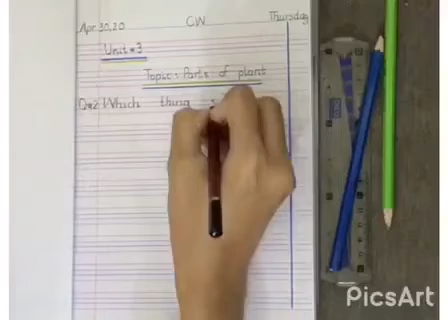 Apr 30,20 CW Thursday
Unit #3
Topic: Parts of plant
Q#2 Which thing
PicsArt